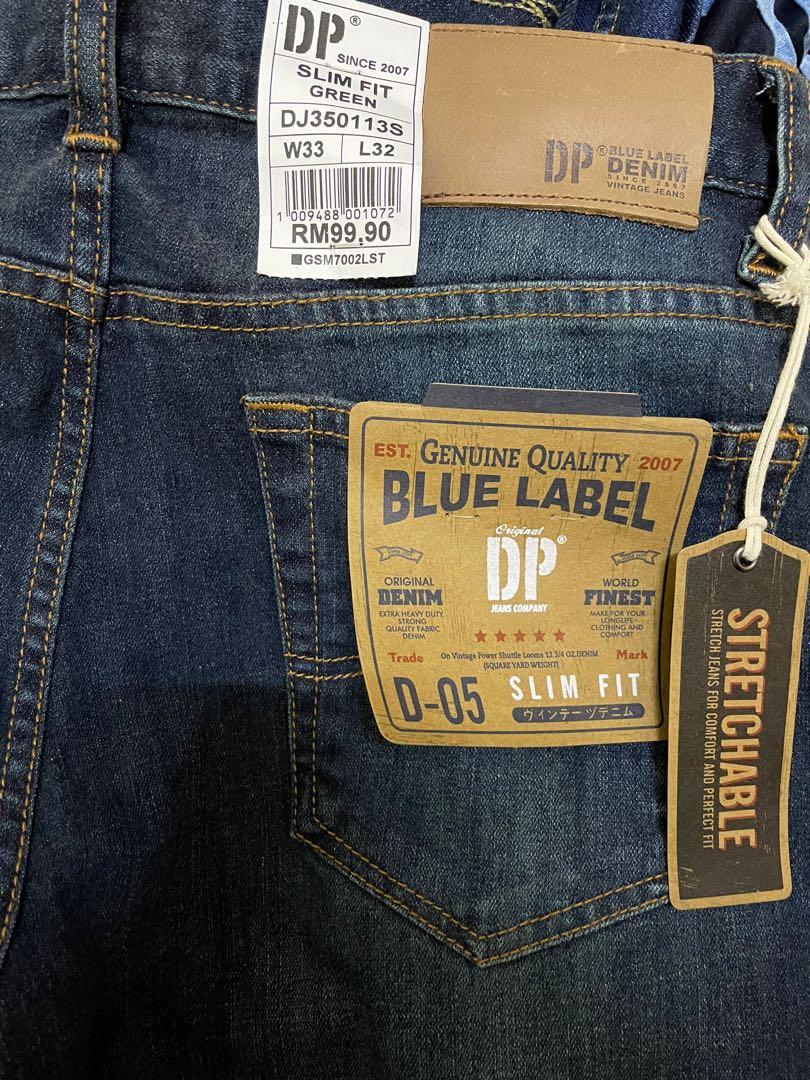 DP®
SINCE 2007
SLIM FIT
GREEN
DJ350113S
W33 L32
1 009488 001072
RM99.90
GSM7002LST
DP® BLUE LABEL
DENIM
SINCE 2007
VINTAGE JEANS
EST. GENUINE QUALITY 2007
BLUE LABEL
Original
DP®
JEANS COMPANY
ORIGINAL
DENIM
EXTRA HEAVY DUTY
STRONG
QUALITY FABRIC
DENIM
WORLD
FINEST
MAKE FOR YOUR
LONGLIFE-
CLOTHING AND
COMFORT
Trade
On Vintage Power Shuttle Looms 12 3/4 OZ.DENIM
[SQUARE YARD WEIGHT]
Mark
D-05 SLIM FIT
ウィンテーツデニム
STRETCHABLE
STRETCH JEANS FOR COMFORT AND PERFECT FIT